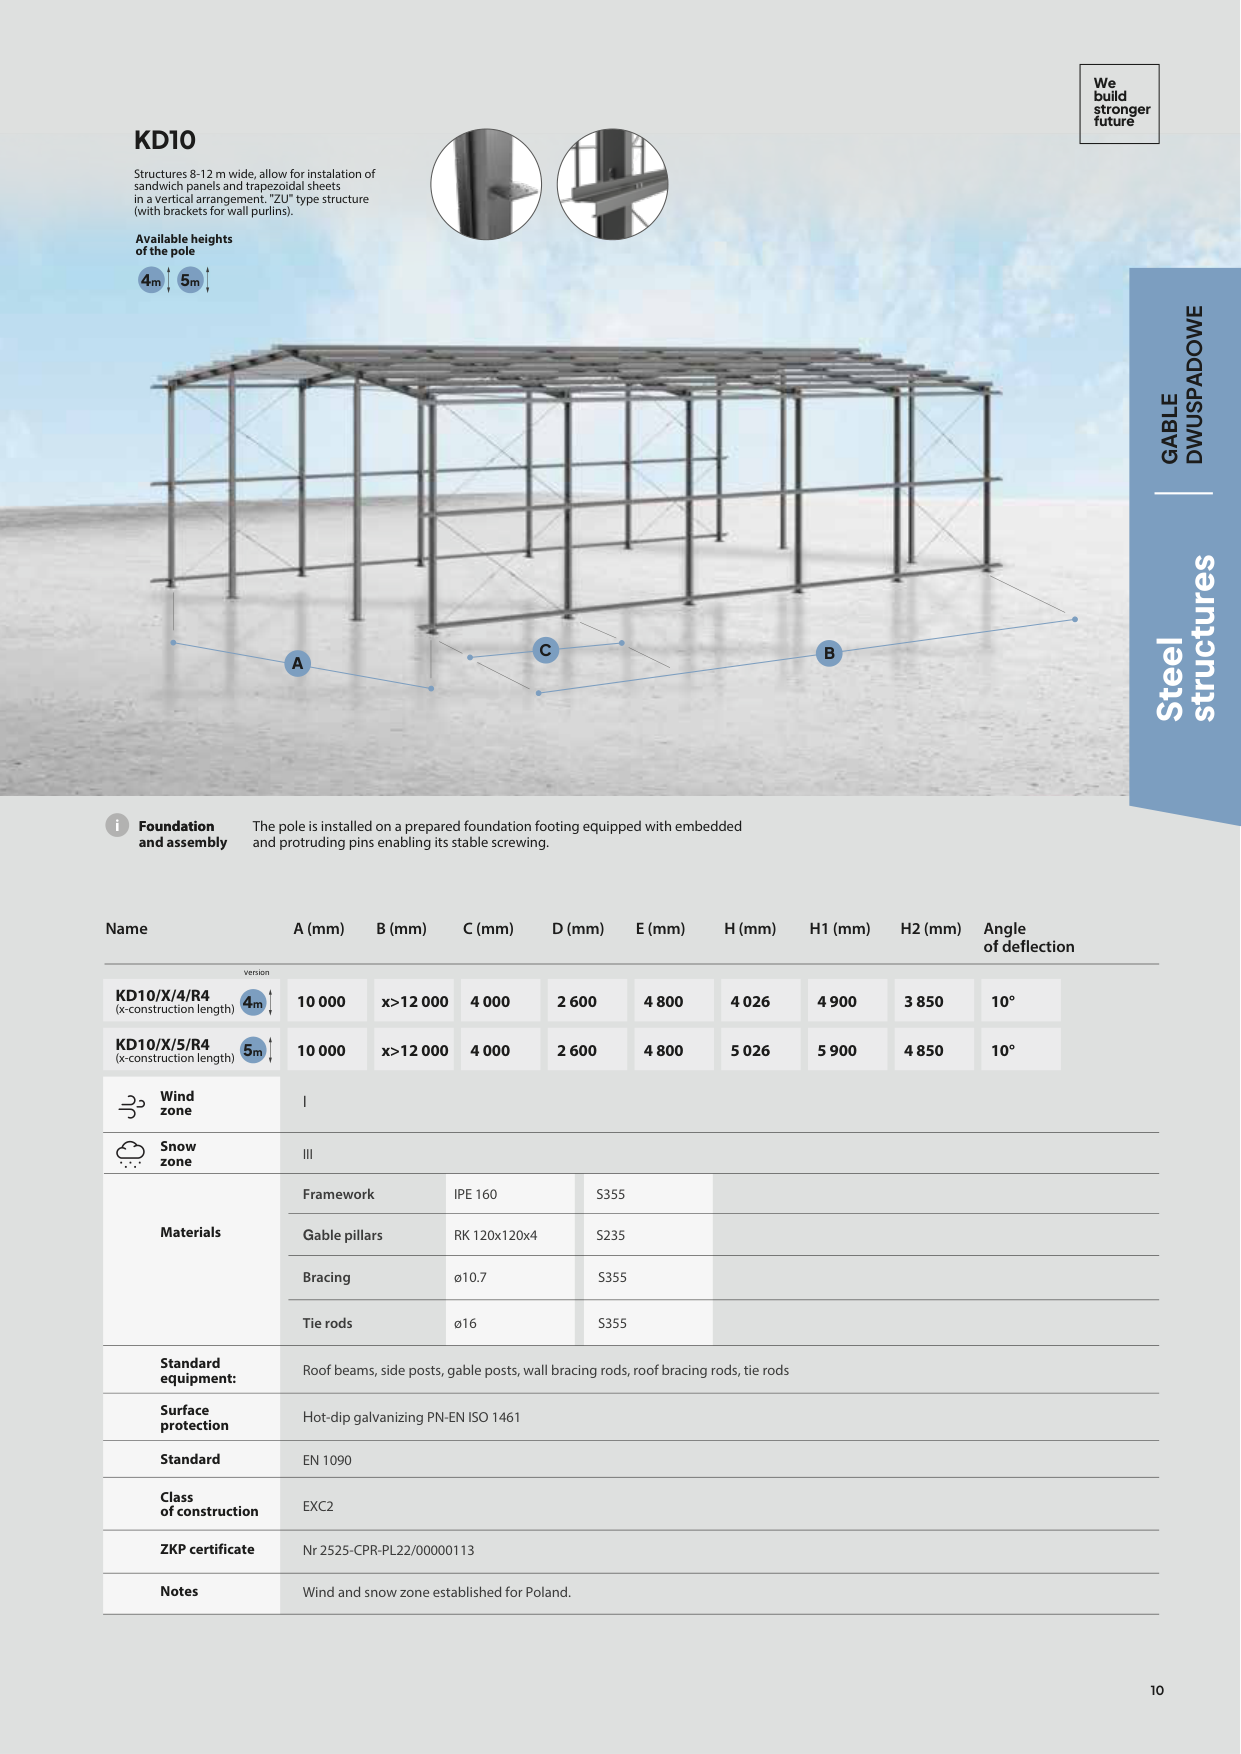 We
build
stronger
future
KD10
Structures 8-12 m wide, allow for instalation of
sandwich panels and trapezoidal sheets
in a vertical arrangement. "ZU" type structure
(with brackets for wall purlins).
Available heights
of the pole
4m 5m
GABLE
DWUSPADOWE
Steel
structures
A
C
B
i
Foundation
and assembly
The pole is installed on a prepared foundation footing equipped with embedded
and protruding pins enabling its stable screwing.
Name A (mm) B (mm) C (mm) D (mm) E (mm) H (mm) H1 (mm) H2 (mm) Angle
of deflection
version
KD10/X/4/R4 4m 10 000 x>12 000 4 000 2 600 4 800 4 026 4 900 3 850 10°
(x-construction length)
KD10/X/5/R4 5m 10 000 x>12 000 4 000 2 600 4 800 5 026 5 900 4 850 10°
(x-construction length)
Wind
zone
I
Snow
zone
III
Materials
Framework IPE 160 S355
Gable pillars RK 120x120x4 S235
Bracing ø10.7 S355
Tie rods ø16 S355
Standard
equipment:
Roof beams, side posts, gable posts, wall bracing rods, roof bracing rods, tie rods
Surface
protection
Hot-dip galvanizing PN-EN ISO 1461
Standard EN 1090
Class
of construction
EXC2
ZKP certificate Nr 2525-CPR-PL22/00000113
Notes Wind and snow zone established for Poland.
10